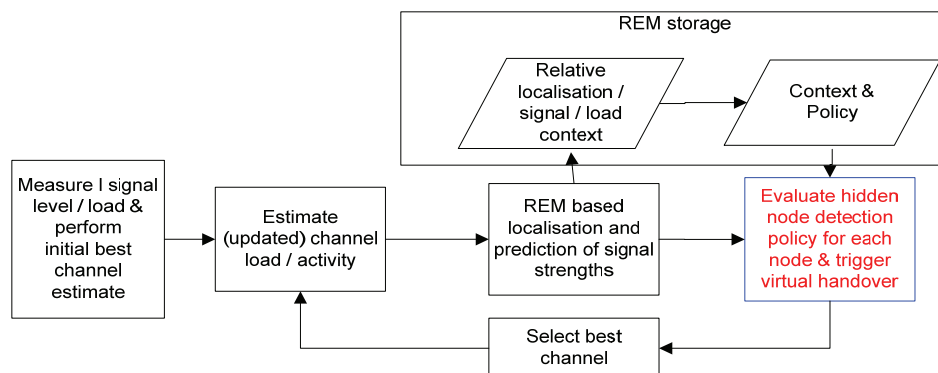 REM storage
Relative
localisation /
signal / load
context
Context &
Policy
Measure I signal
level / load &
perform
initial best
channel
estimate
Estimate
(updated) channel
load / activity
REM based
localisation and
prediction of signal
strengths
Evaluate hidden
node detection
policy for each
node & trigger
virtual handover
Select best
channel